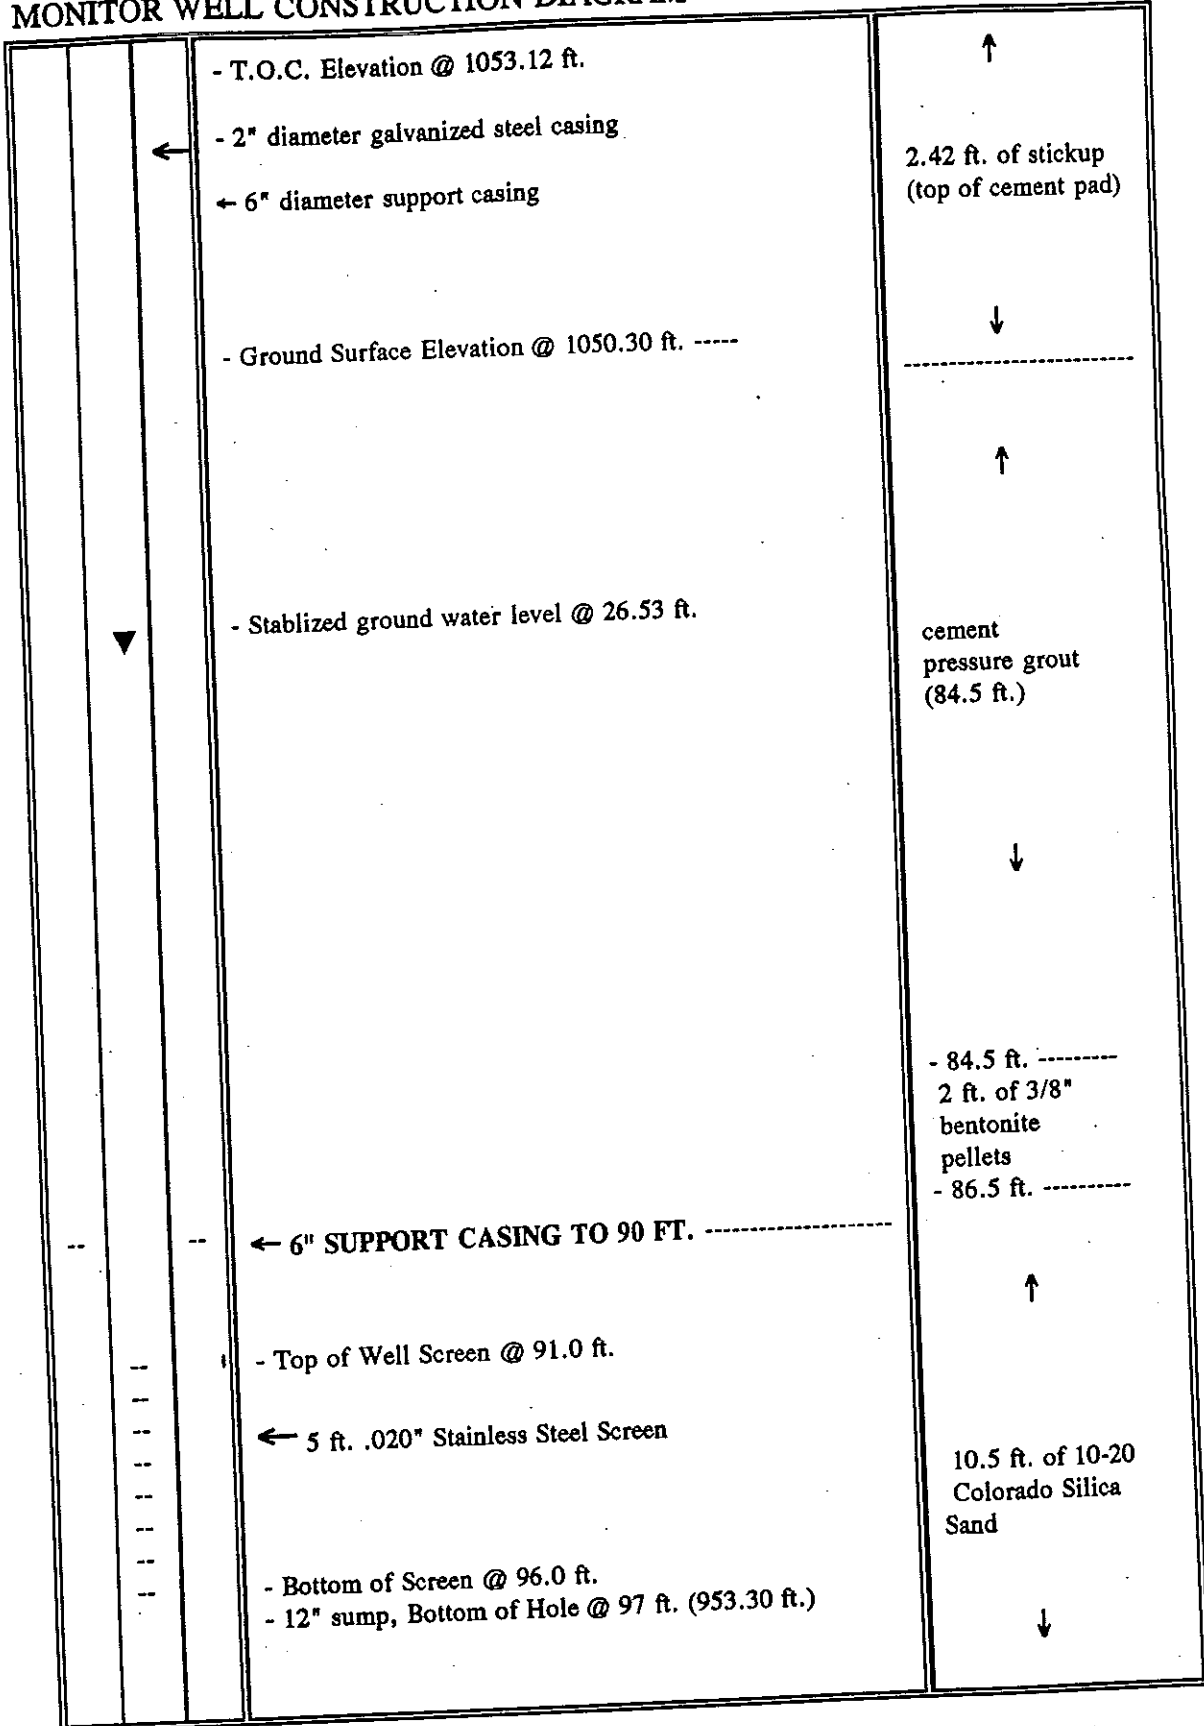 MONITOR WELL CONSTRUCTION DIAGRAM
- T.O.C. Elevation @ 1053.12 ft.
- 2" diameter galvanized steel casing
← 6" diameter support casing
2.42 ft. of stickup
(top of cement pad)
- Ground Surface Elevation @ 1050.30 ft. -----
- Stablized ground water level @ 26.53 ft.
cement
pressure grout
(84.5 ft.)
- 84.5 ft. ---------
2 ft. of 3/8"
bentonite
pellets
- 86.5 ft. ----------
← 6" SUPPORT CASING TO 90 FT. ---------------------
- Top of Well Screen @ 91.0 ft.
← 5 ft. .020" Stainless Steel Screen
10.5 ft. of 10-20
Colorado Silica
Sand
- Bottom of Screen @ 96.0 ft.
- 12" sump, Bottom of Hole @ 97 ft. (953.30 ft.)